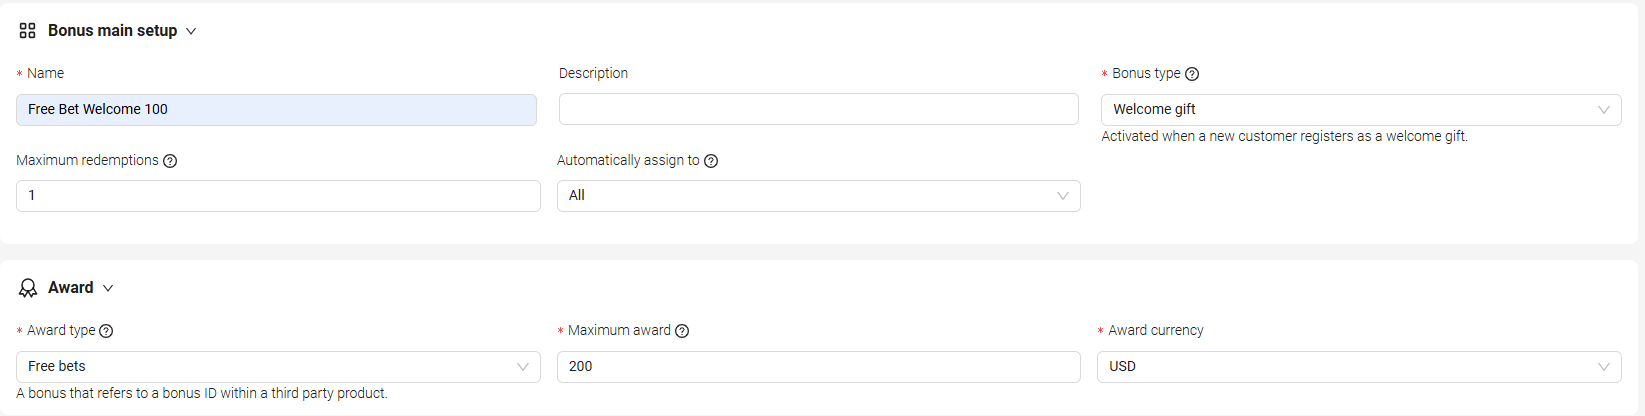 Bonus main setup
* Name
Description
* Bonus type
Free Bet Welcome 100
Welcome gift
Activated when a new customer registers as a welcome gift.
Maximum redemptions
Automatically assign to
1
All
Award
* Award type
* Maximum award
* Award currency
Free bets
200
USD
A bonus that refers to a bonus ID within a third party product.